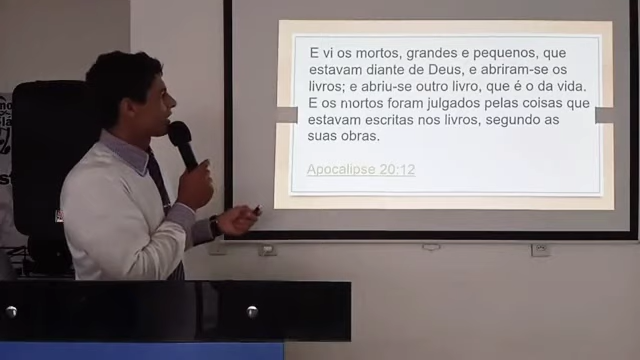 E vi os mortos, grandes e pequenos, que
estavam diante de Deus, e abriram-se os
livros; e abriu-se outro livro, que é o da vida.
E os mortos foram julgados pelas coisas que
estavam escritas nos livros, segundo as
suas obras.
Apocalipse 20:12